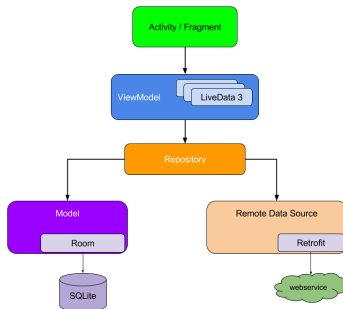 Activity / Fragment
ViewModel
LiveData 3
Repository
Model
Remote Data Source
Room
Retrofit
SQLite
webservice